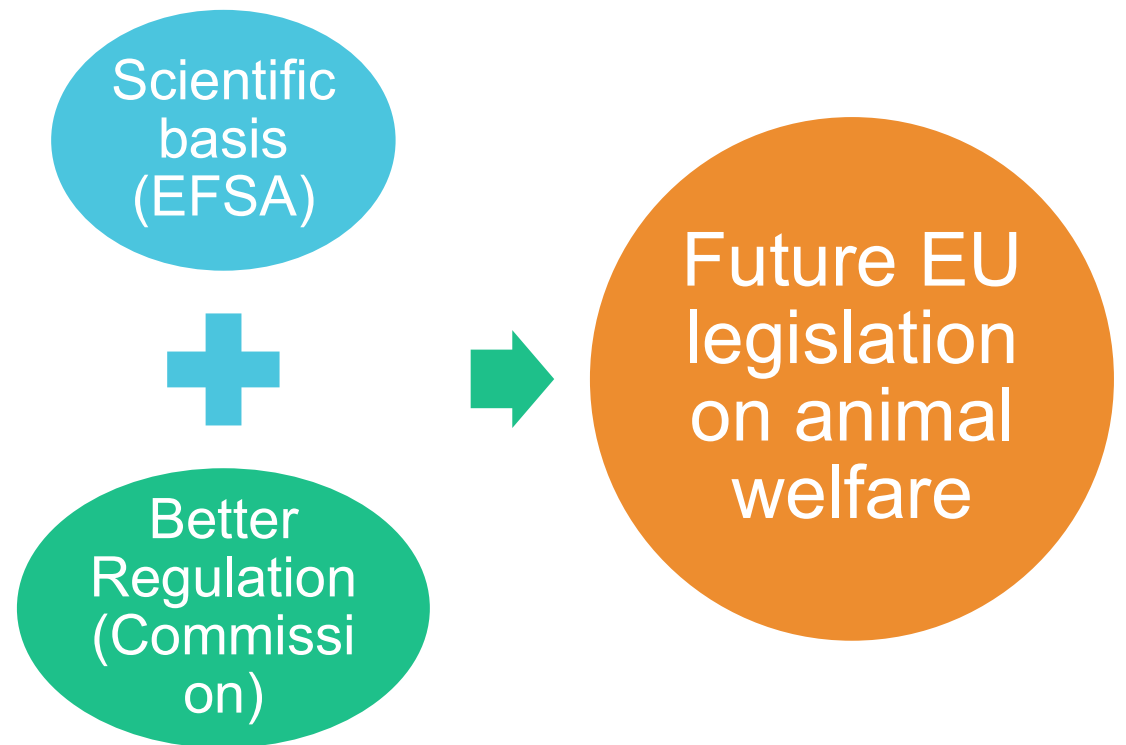 Scientific
basis
(EFSA)
Better
Regulation
(Commissi
on)
Future EU
legislation
on animal
welfare